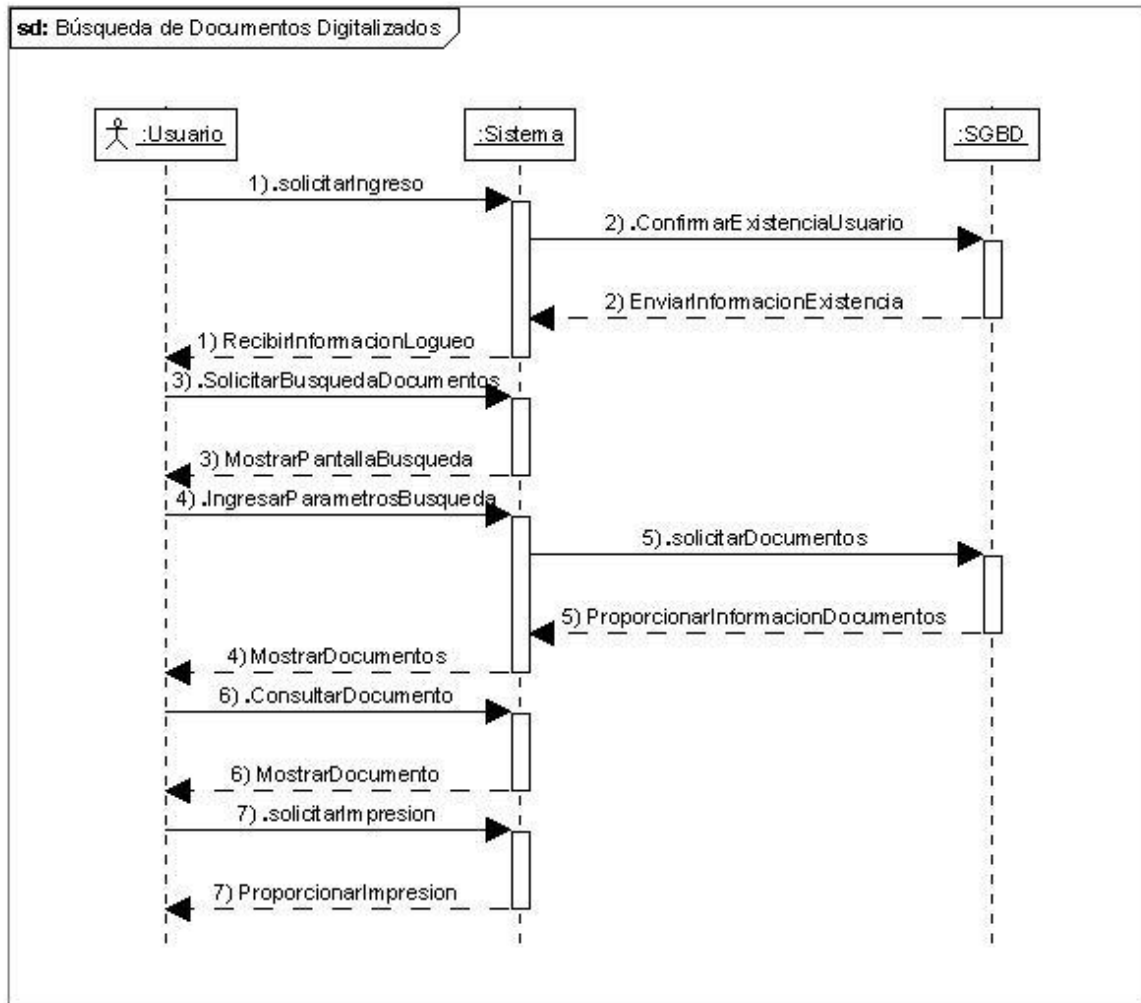 sd: Búsqueda de Documentos Digitalizados
:Usuario
:Sistema
:SGBD
1).solicitarIngreso
2).ConfirmarExistenciaUsuario
2) EnviarInformacionExistencia
1) RecibirInformacionLogueo
3).SolicitarBusquedaDocumentos
3) MostrarPantallaBusqueda
4).IngresarParametrosBusqueda
5).solicitarDocumentos
5) ProporcionarInformacionDocumentos
4) MostrarDocumentos
6).ConsultarDocumento
6) MostrarDocumento
7).solicitarImpresion
7) ProporcionarImpresion